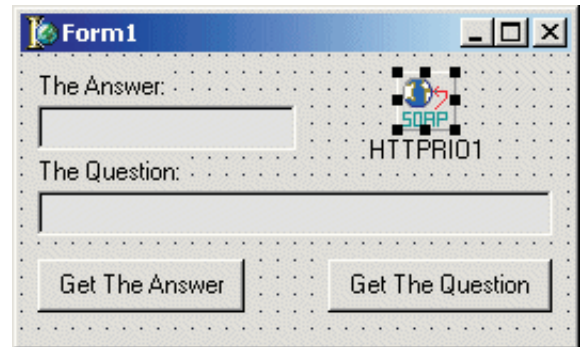 Form1
The Answer:
SOAP
HTTPRIO1
The Question:
Get The Answer Get The Question